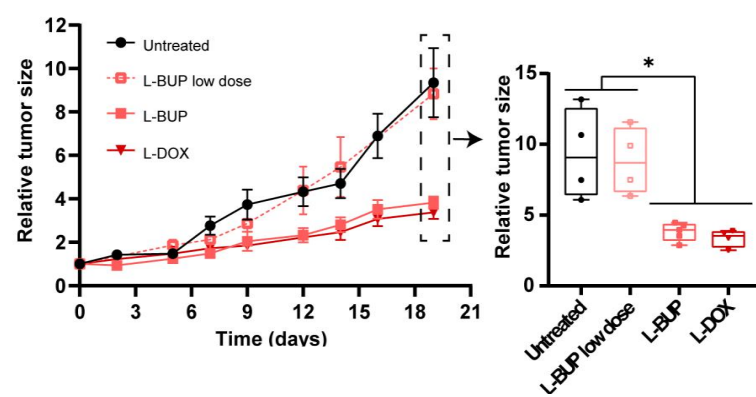 Relative tumor size
12
10
8
6
4
2
0
Untreated
L-BUP low dose
L-BUP
L-DOX
0 3 6 9 12 15 18 21
Time (days)
Relative tumor size
15
10
5
0
*
Untreated
L-BUP low dose
L-BUP
L-DOX